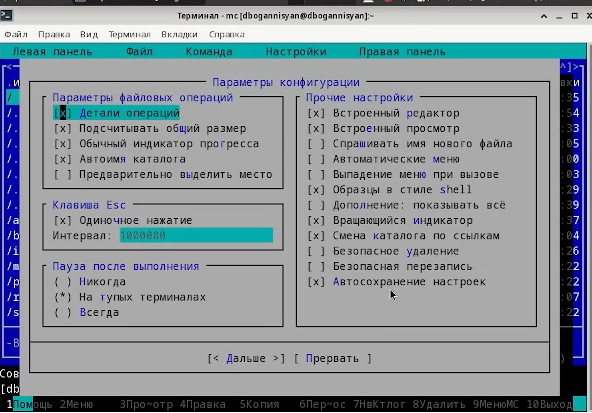 Терминал - mc [dbogannisyan@dbogannisyan]:~
Файл Правка Вид Терминал Вкладки Справка
Левая панель Файл Команда Настройки Правая панель
Параметры конфигурации
Параметры файловых операций
[x] Детали операций
[x] Подсчитывать общий размер
[x] Обычный индикатор прогресса
[x] Автоимя каталога
[ ] Предварительно выделить место
Клавиша Esc
[x] Одиночное нажатие
Интервал: 1000000
Пауза после выполнения
( ) Никогда
(*) На тупых терминалах
( ) Всегда
Прочие настройки
[x] Встроенный редактор
[x] Встроенный просмотр
[ ] Спрашивать имя нового файла
[ ] Автоматические меню
[ ] Выпадение меню при вызове
[x] Образцы в стиле shell
[ ] Дополнение: показывать всё
[x] Вращающийся индикатор
[x] Смена каталога по ссылкам
[ ] Безопасное удаление
[ ] Безопасная перезапись
[x] Автосохранение настроек
[< Дальше >] [ Прервать ]
Сов
[db
1Помощь 2Меню 3Про~отр 4Правка 5Копия 6Пер~ос 7НвКтлог 8Удалить 9МенюMC 10Выход